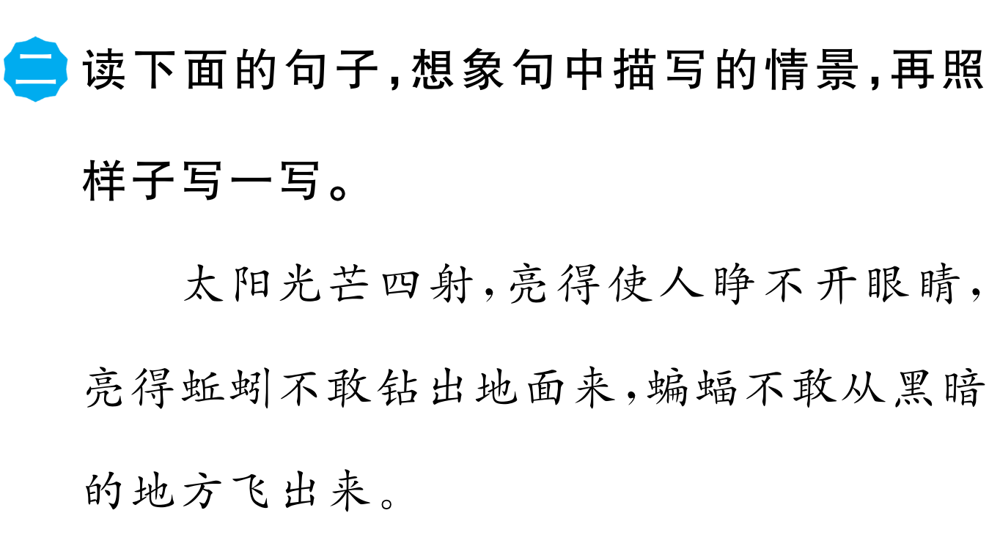 二 读下面的句子,想象句中描写的情景,再照
样子写一写。
太阳光芒四射,亮得使人睁不开眼睛,
亮得蚯蚓不敢钻出地面来,蝙蝠不敢从黑暗
的地方飞出来。